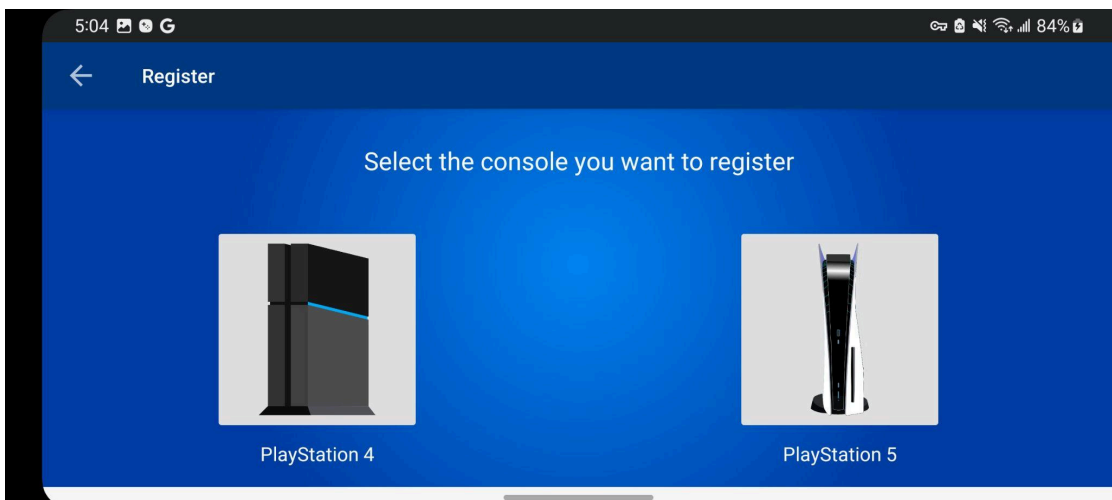 5:04 G 84%
Register
Select the console you want to register
PlayStation 4
PlayStation 5